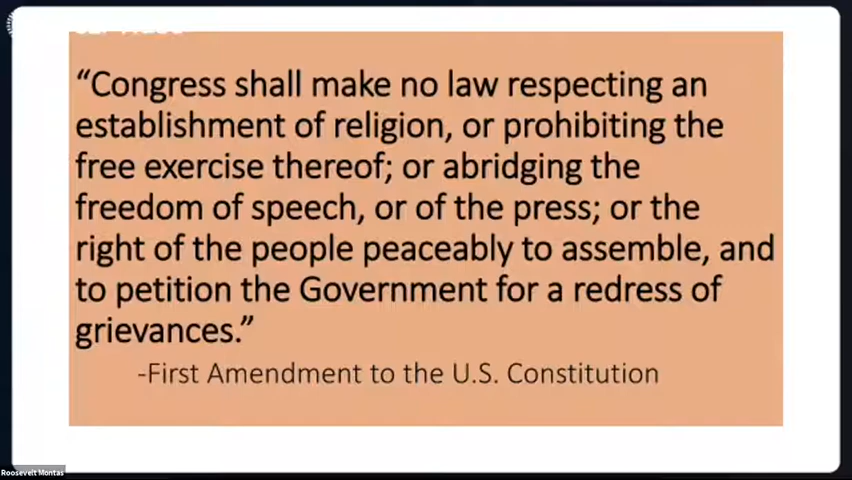 “Congress shall make no law respecting an
establishment of religion, or prohibiting the
free exercise thereof; or abridging the
freedom of speech, or of the press; or the
right of the people peaceably to assemble, and
to petition the Government for a redress of
grievances.”
-First Amendment to the U.S. Constitution
Roosevelt Montas